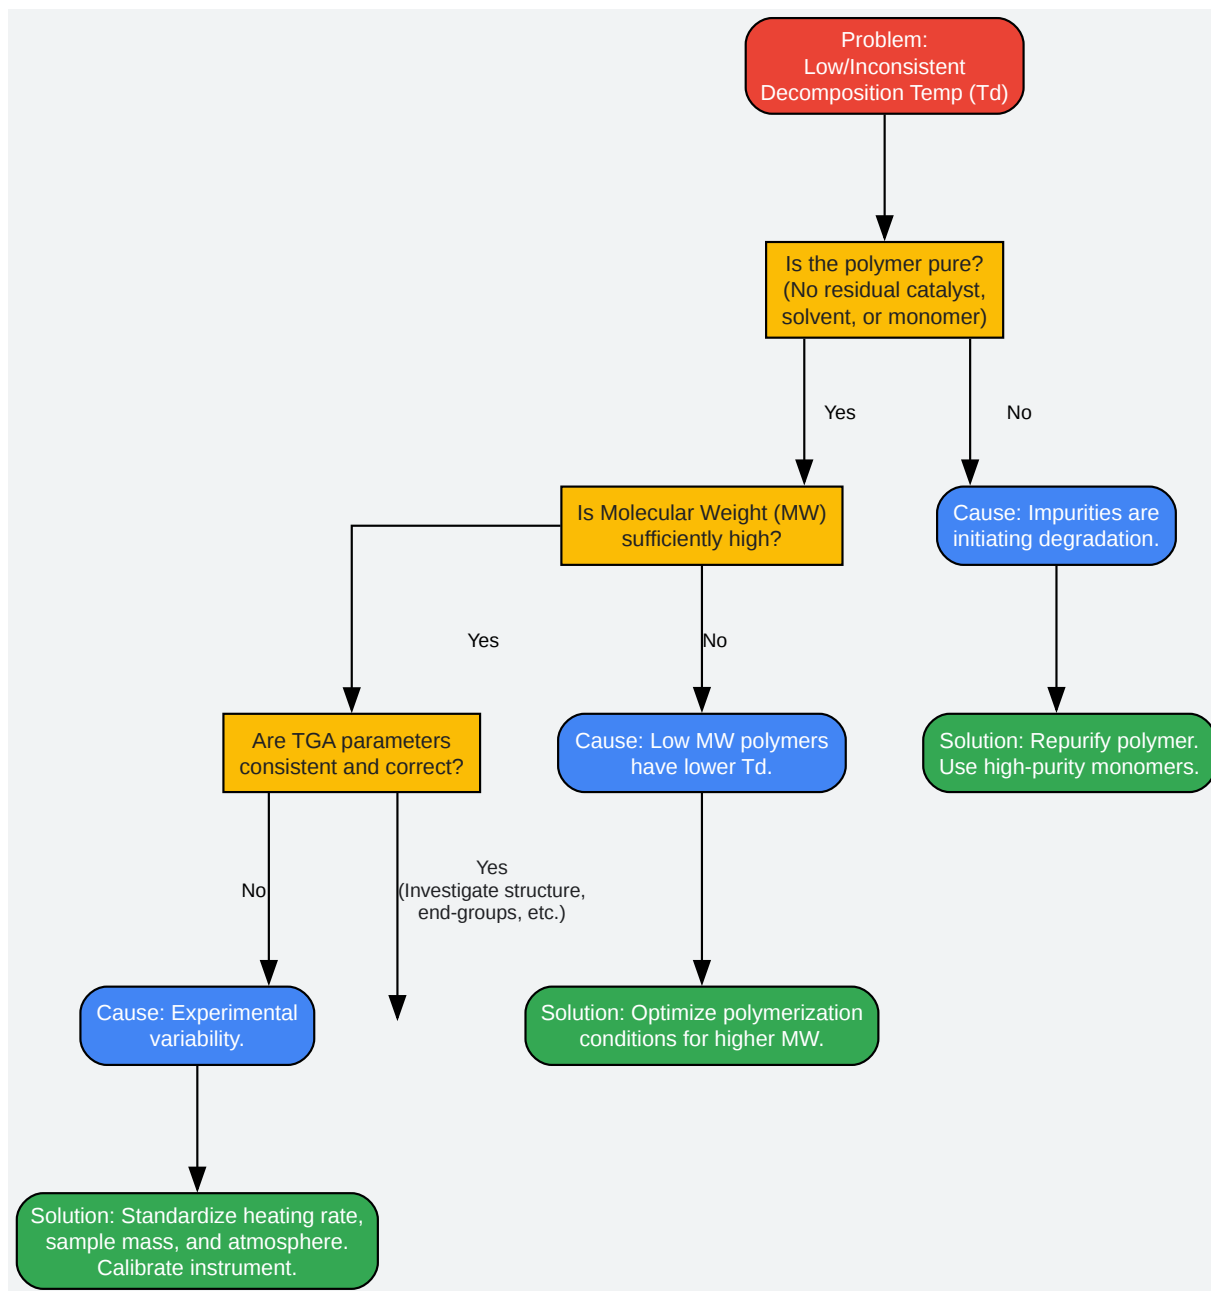 Problem:
Low/Inconsistent
Decomposition Temp (Td)
Is the polymer pure?
(No residual catalyst,
solvent, or monomer)
Yes
No
Is Molecular Weight (MW)
sufficiently high?
Cause: Impurities are
initiating degradation.
Yes
No
Are TGA parameters
consistent and correct?
Cause: Low MW polymers
have lower Td.
Solution: Repurify polymer.
Use high-purity monomers.
No
Yes
(Investigate structure,
end-groups, etc.)
Cause: Experimental
variability.
Solution: Optimize polymerization
conditions for higher MW.
Solution: Standardize heating rate,
sample mass, and atmosphere.
Calibrate instrument.